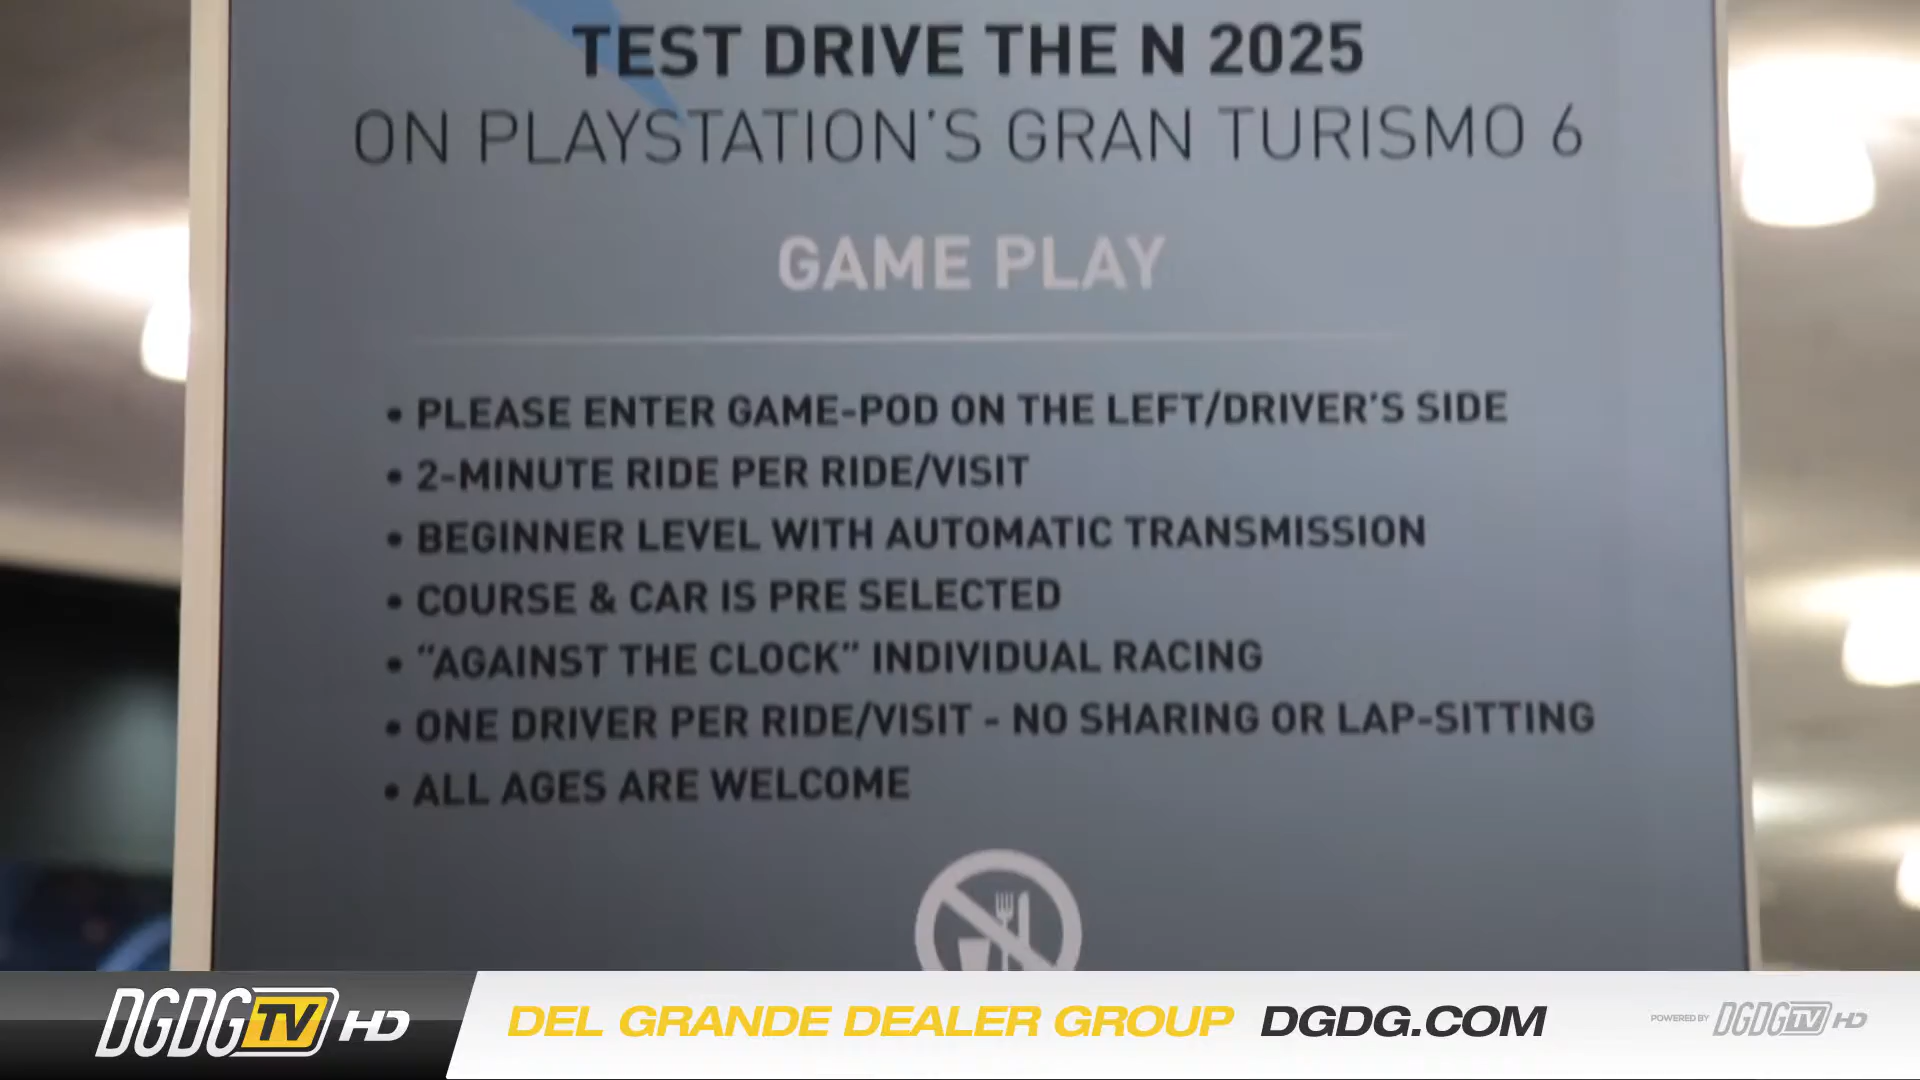 TEST DRIVE THE N 2025
ON PLAYSTATION'S GRAN TURISMO 6
GAME PLAY
• PLEASE ENTER GAME-POD ON THE LEFT/DRIVER'S SIDE
• 2-MINUTE RIDE PER RIDE/VISIT
• BEGINNER LEVEL WITH AUTOMATIC TRANSMISSION
• COURSE & CAR IS PRE SELECTED
• "AGAINST THE CLOCK" INDIVIDUAL RACING
• ONE DRIVER PER RIDE/VISIT - NO SHARING OR LAP-SITTING
• ALL AGES ARE WELCOME
DGDG TV HD DEL GRANDE DEALER GROUP DGDG.COM POWERED BY DGDG TV HD